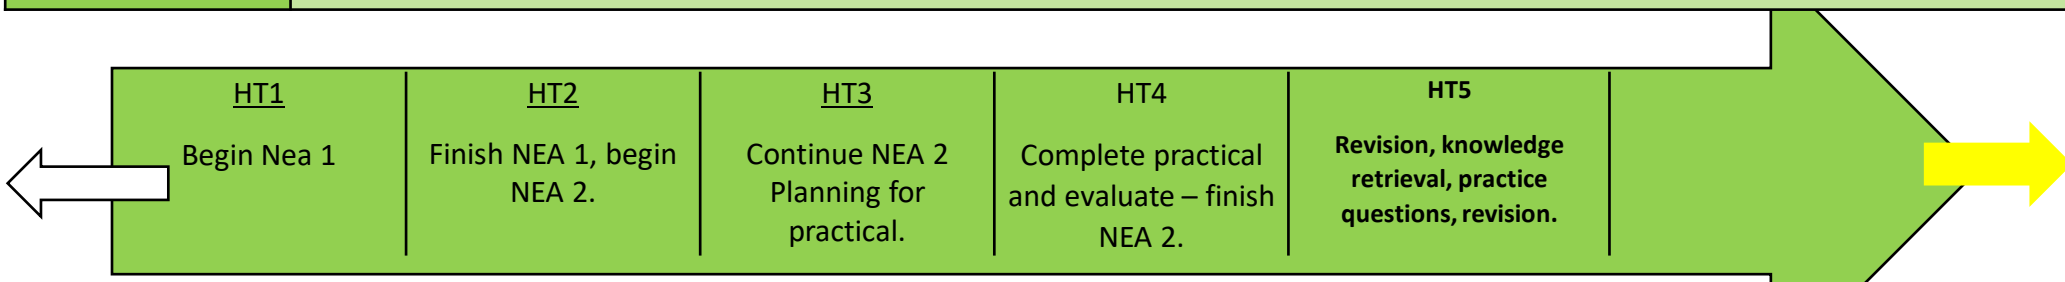 HT1
Begin Nea 1
HT2
Finish NEA 1, begin
NEA 2.
HT3
Continue NEA 2
Planning for
practical.
HT4
Complete practical
and evaluate – finish
NEA 2.
HT5
Revision, knowledge
retrieval, practice
questions, revision.